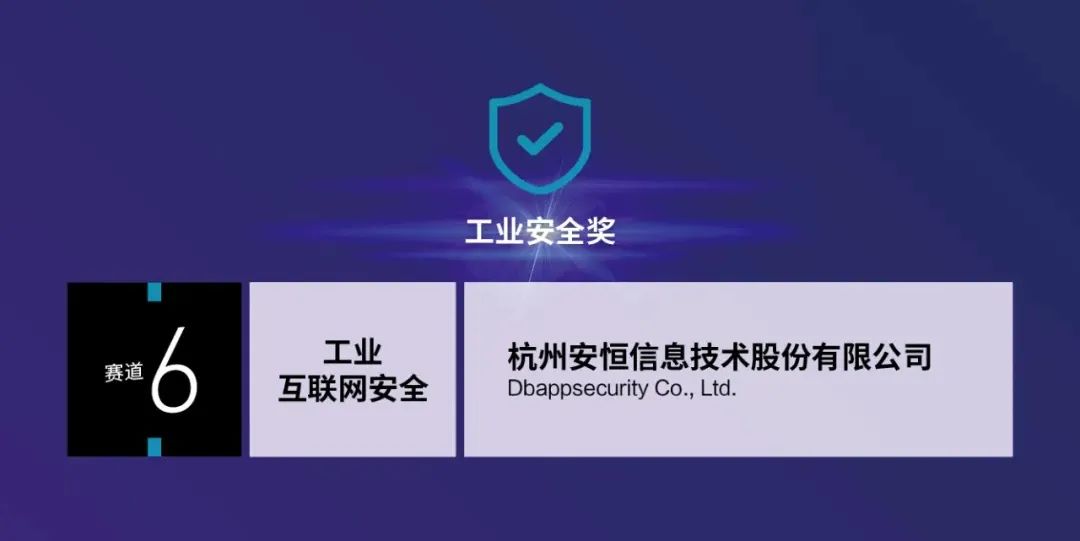 工业安全奖
赛道 6
工业
互联网安全
杭州安恒信息技术股份有限公司
Dbappsecurity Co., Ltd.